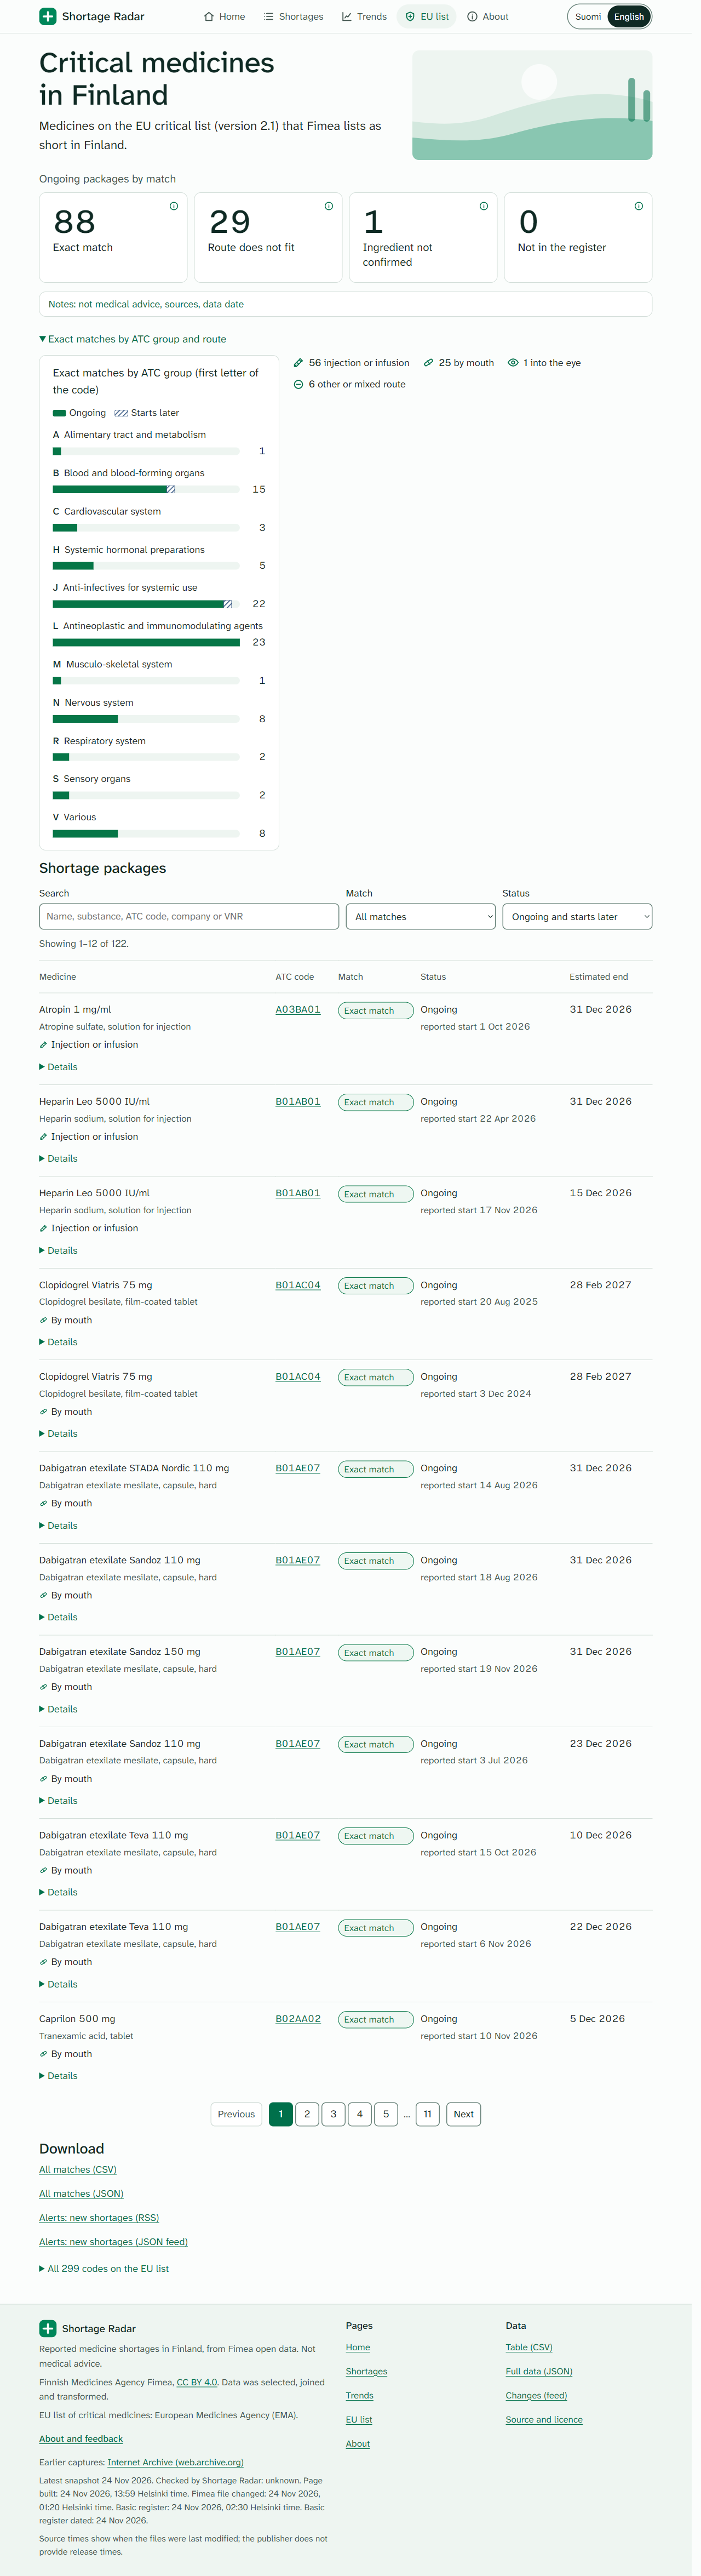 Shortage Radar
Home
Shortages
Trends
EU list
About
Suomi
English
Critical medicines
in Finland
Medicines on the EU critical list (version 2.1) that Fimea lists as
short in Finland.
Ongoing packages by match
88
Exact match
29
Route does not fit
1
Ingredient not
confirmed
0
Not in the register
Notes: not medical advice, sources, data date
Exact matches by ATC group and route
Exact matches by ATC group (first letter of
the code)
Ongoing
Starts later
A Alimentary tract and metabolism
1
B Blood and blood-forming organs
15
C Cardiovascular system
3
H Systemic hormonal preparations
5
J Anti-infectives for systemic use
22
L Antineoplastic and immunomodulating agents
23
M Musculo-skeletal system
1
N Nervous system
8
R Respiratory system
2
S Sensory organs
2
V Various
8
56 injection or infusion
25 by mouth
1 into the eye
6 other or mixed route
Shortage packages
Search
Match
Status
Name, substance, ATC code, company or VNR
All matches
Ongoing and starts later
Showing 1–12 of 122.
Medicine ATC code Match Status Estimated end
Atropin 1 mg/ml A03BA01 Exact match Ongoing 31 Dec 2026
Atropine sulfate, solution for injection reported start 1 Oct 2026
Injection or infusion
Details
Heparin Leo 5000 IU/ml B01AB01 Exact match Ongoing 31 Dec 2026
Heparin sodium, solution for injection reported start 22 Apr 2026
Injection or infusion
Details
Heparin Leo 5000 IU/ml B01AB01 Exact match Ongoing 15 Dec 2026
Heparin sodium, solution for injection reported start 17 Nov 2026
Injection or infusion
Details
Clopidogrel Viatris 75 mg B01AC04 Exact match Ongoing 28 Feb 2027
Clopidogrel besilate, film-coated tablet reported start 20 Aug 2025
By mouth
Details
Clopidogrel Viatris 75 mg B01AC04 Exact match Ongoing 28 Feb 2027
Clopidogrel besilate, film-coated tablet reported start 3 Dec 2024
By mouth
Details
Dabigatran etexilate STADA Nordic 110 mg B01AE07 Exact match Ongoing 31 Dec 2026
Dabigatran etexilate mesilate, capsule, hard reported start 14 Aug 2026
By mouth
Details
Dabigatran etexilate Sandoz 110 mg B01AE07 Exact match Ongoing 31 Dec 2026
Dabigatran etexilate mesilate, capsule, hard reported start 18 Aug 2026
By mouth
Details
Dabigatran etexilate Sandoz 150 mg B01AE07 Exact match Ongoing 31 Dec 2026
Dabigatran etexilate mesilate, capsule, hard reported start 19 Nov 2026
By mouth
Details
Dabigatran etexilate Sandoz 110 mg B01AE07 Exact match Ongoing 23 Dec 2026
Dabigatran etexilate mesilate, capsule, hard reported start 3 Jul 2026
By mouth
Details
Dabigatran etexilate Teva 110 mg B01AE07 Exact match Ongoing 10 Dec 2026
Dabigatran etexilate mesilate, capsule, hard reported start 15 Oct 2026
By mouth
Details
Dabigatran etexilate Teva 110 mg B01AE07 Exact match Ongoing 22 Dec 2026
Dabigatran etexilate mesilate, capsule, hard reported start 6 Nov 2026
By mouth
Details
Caprilon 500 mg B02AA02 Exact match Ongoing 5 Dec 2026
Tranexamic acid, tablet reported start 10 Nov 2026
By mouth
Details
Previous 1 2 3 4 5 … 11 Next
Download
All matches (CSV)
All matches (JSON)
Alerts: new shortages (RSS)
Alerts: new shortages (JSON feed)
All 299 codes on the EU list
Shortage Radar
Reported medicine shortages in Finland, from Fimea open data. Not
medical advice.
Finnish Medicines Agency Fimea, CC BY 4.0. Data was selected, joined
and transformed.
EU list of critical medicines: European Medicines Agency (EMA).
About and feedback
Earlier captures: Internet Archive (web.archive.org)
Latest snapshot 24 Nov 2026. Checked by Shortage Radar: unknown. Page
built: 24 Nov 2026, 13:59 Helsinki time. Fimea file changed: 24 Nov 2026,
01:20 Helsinki time. Basic register: 24 Nov 2026, 02:30 Helsinki time. Basic
register dated: 24 Nov 2026.
Source times show when the files were last modified; the publisher does not
provide release times.
Pages
Home
Shortages
Trends
EU list
About
Data
Table (CSV)
Full data (JSON)
Changes (feed)
Source and licence